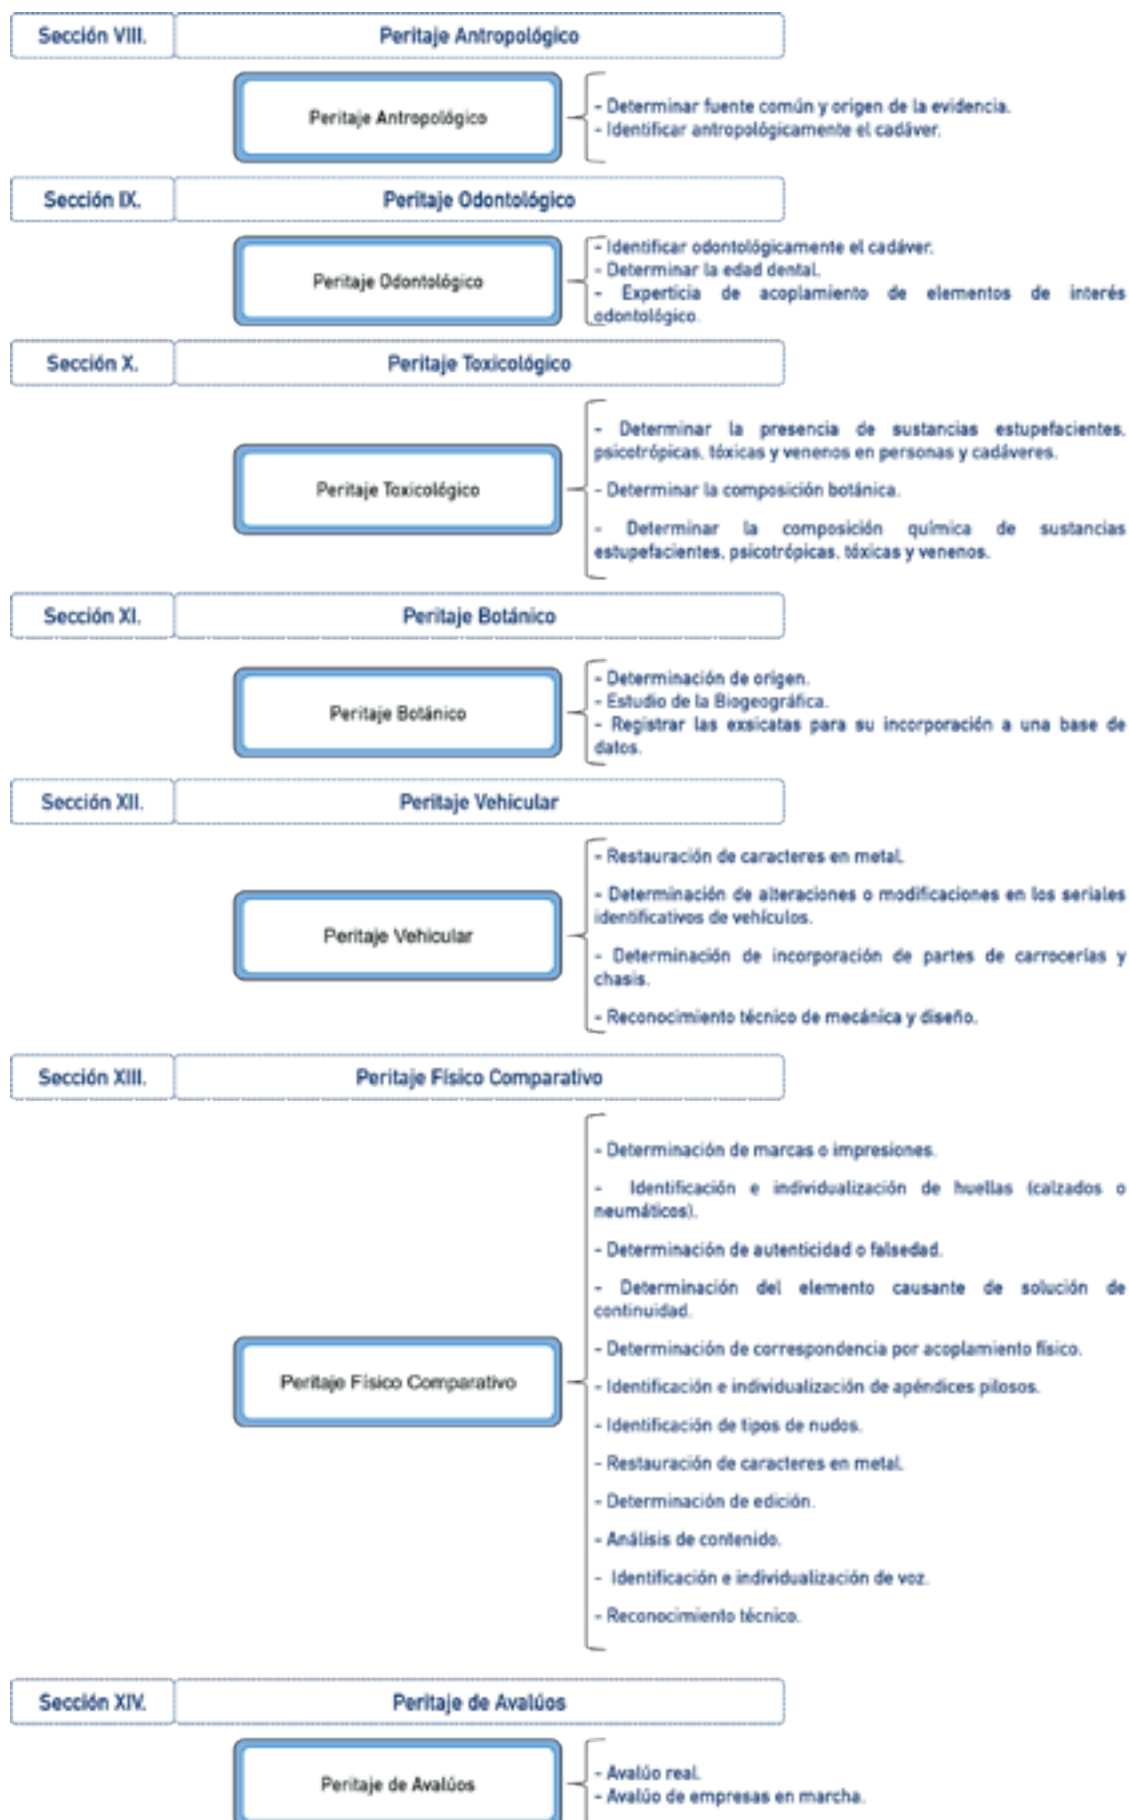 Sección VIII. Peritaje Antropológico
Peritaje Antropológico
- Determinar fuente común y origen de la evidencia.
- Identificar antropológicamente el cadáver.
Sección IX. Peritaje Odontológico
Peritaje Odontológico
- Identificar odontológicamente el cadáver.
- Determinar la edad dental.
- Experticia de acoplamiento de elementos de interés
odontológico.
Sección X. Peritaje Toxicológico
Peritaje Toxicológico
- Determinar la presencia de sustancias estupefacientes,
psicotrópicas, tóxicas y venenos en personas y cadáveres.
- Determinar la composición botánica.
- Determinar la composición química de sustancias
estupefacientes, psicotrópicas, tóxicas y venenos.
Sección XI. Peritaje Botánico
Peritaje Botánico
- Determinación de origen.
- Estudio de la Biogeográfica.
- Registrar las exsicatas para su incorporación a una base de
datos.
Sección XII. Peritaje Vehicular
Peritaje Vehicular
- Restauración de caracteres en metal.
- Determinación de alteraciones o modificaciones en los seriales
identificativos de vehículos.
- Determinación de incorporación de partes de carrocerías y
chasis.
- Reconocimiento técnico de mecánica y diseño.
Sección XIII. Peritaje Físico Comparativo
Peritaje Físico Comparativo
- Determinación de marcas o impresiones.
- Identificación e individualización de huellas (calzados o
neumáticos).
- Determinación de autenticidad o falsedad.
- Determinación del elemento causante de solución de
continuidad.
- Determinación de correspondencia por acoplamiento físico.
- Identificación e individualización de apéndices pilosos.
- Identificación de tipos de nudos.
- Restauración de caracteres en metal.
- Determinación de edición.
- Análisis de contenido.
- Identificación e individualización de voz.
- Reconocimiento técnico.
Sección XIV. Peritaje de Avalúos
Peritaje de Avalúos
- Avalúo real.
- Avalúo de empresas en marcha.